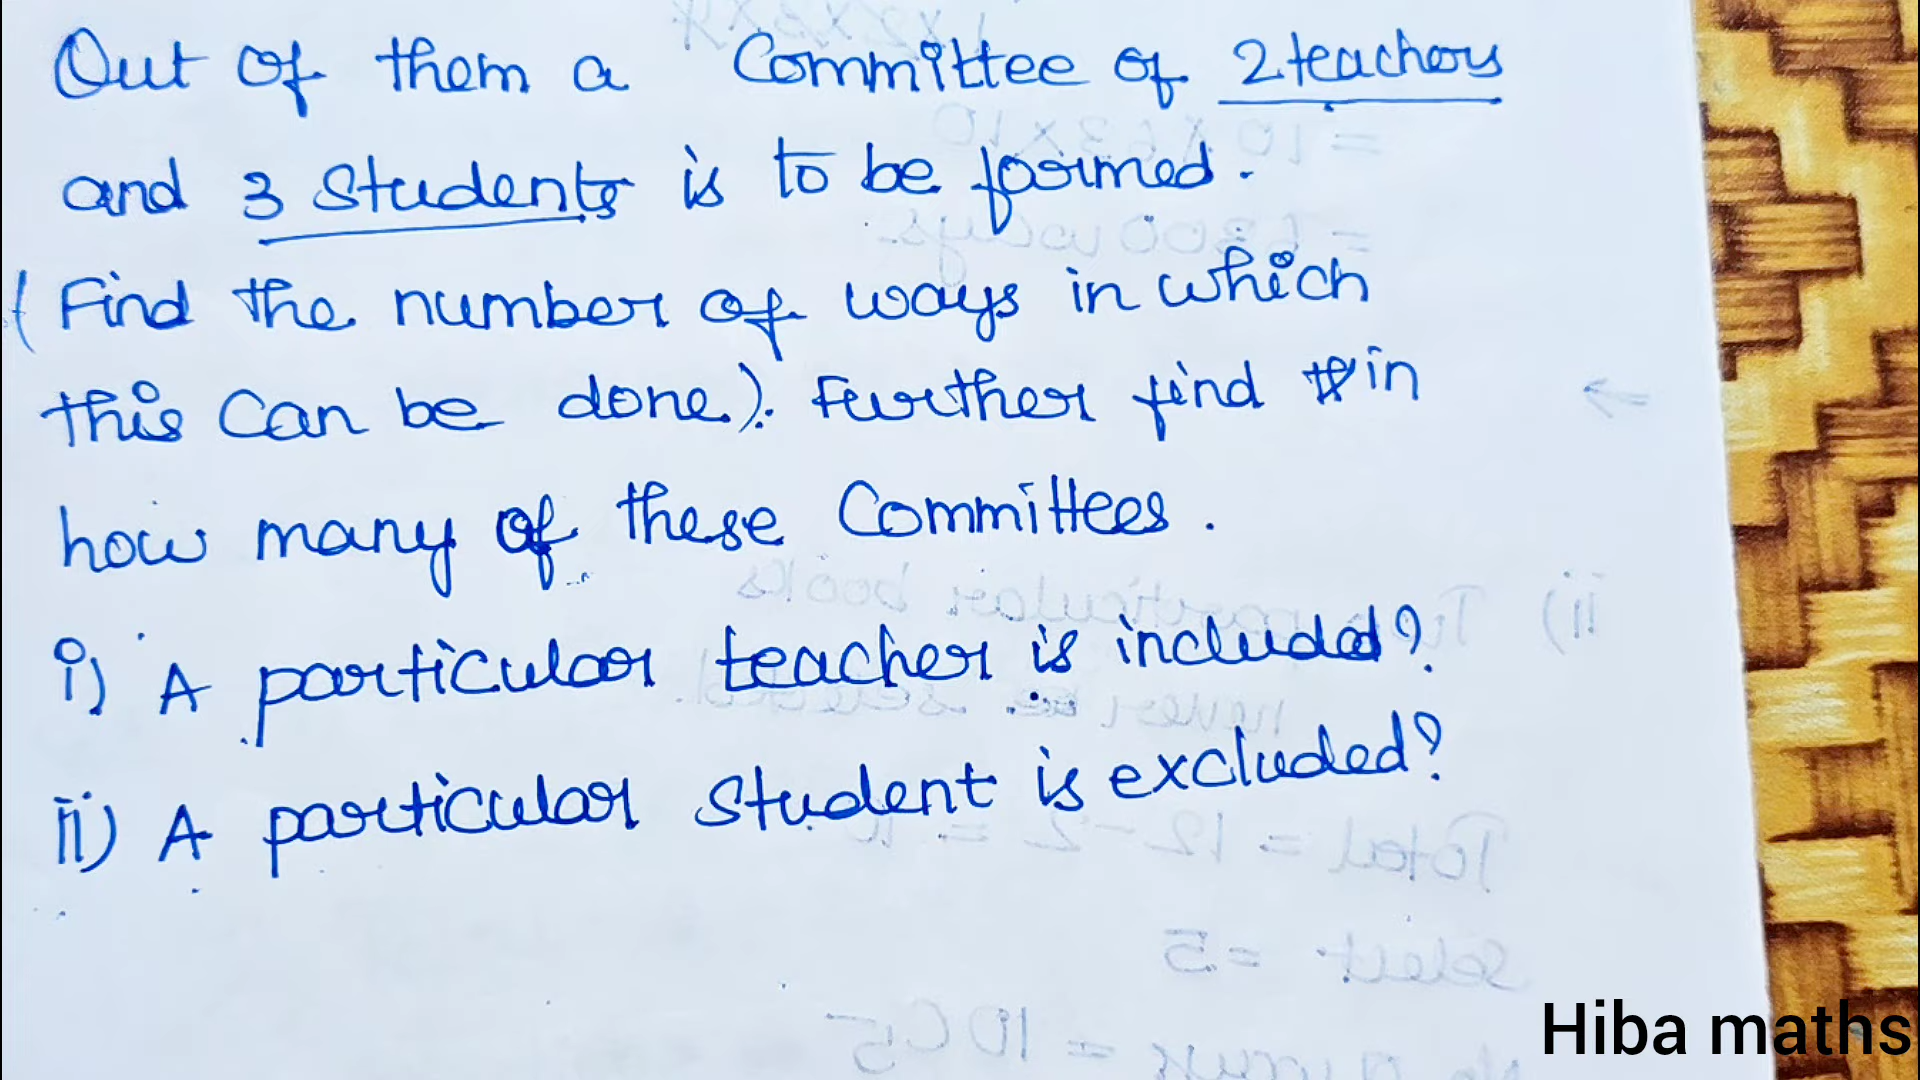 Out of them a Committee of 2 teachers
and 3 Students is to be formed.
(Find the number of ways in which
this Can be done). Further find in
how many of these Committees.
i) A particular teacher is included?
ii) A particular student is excluded?
Hiba maths